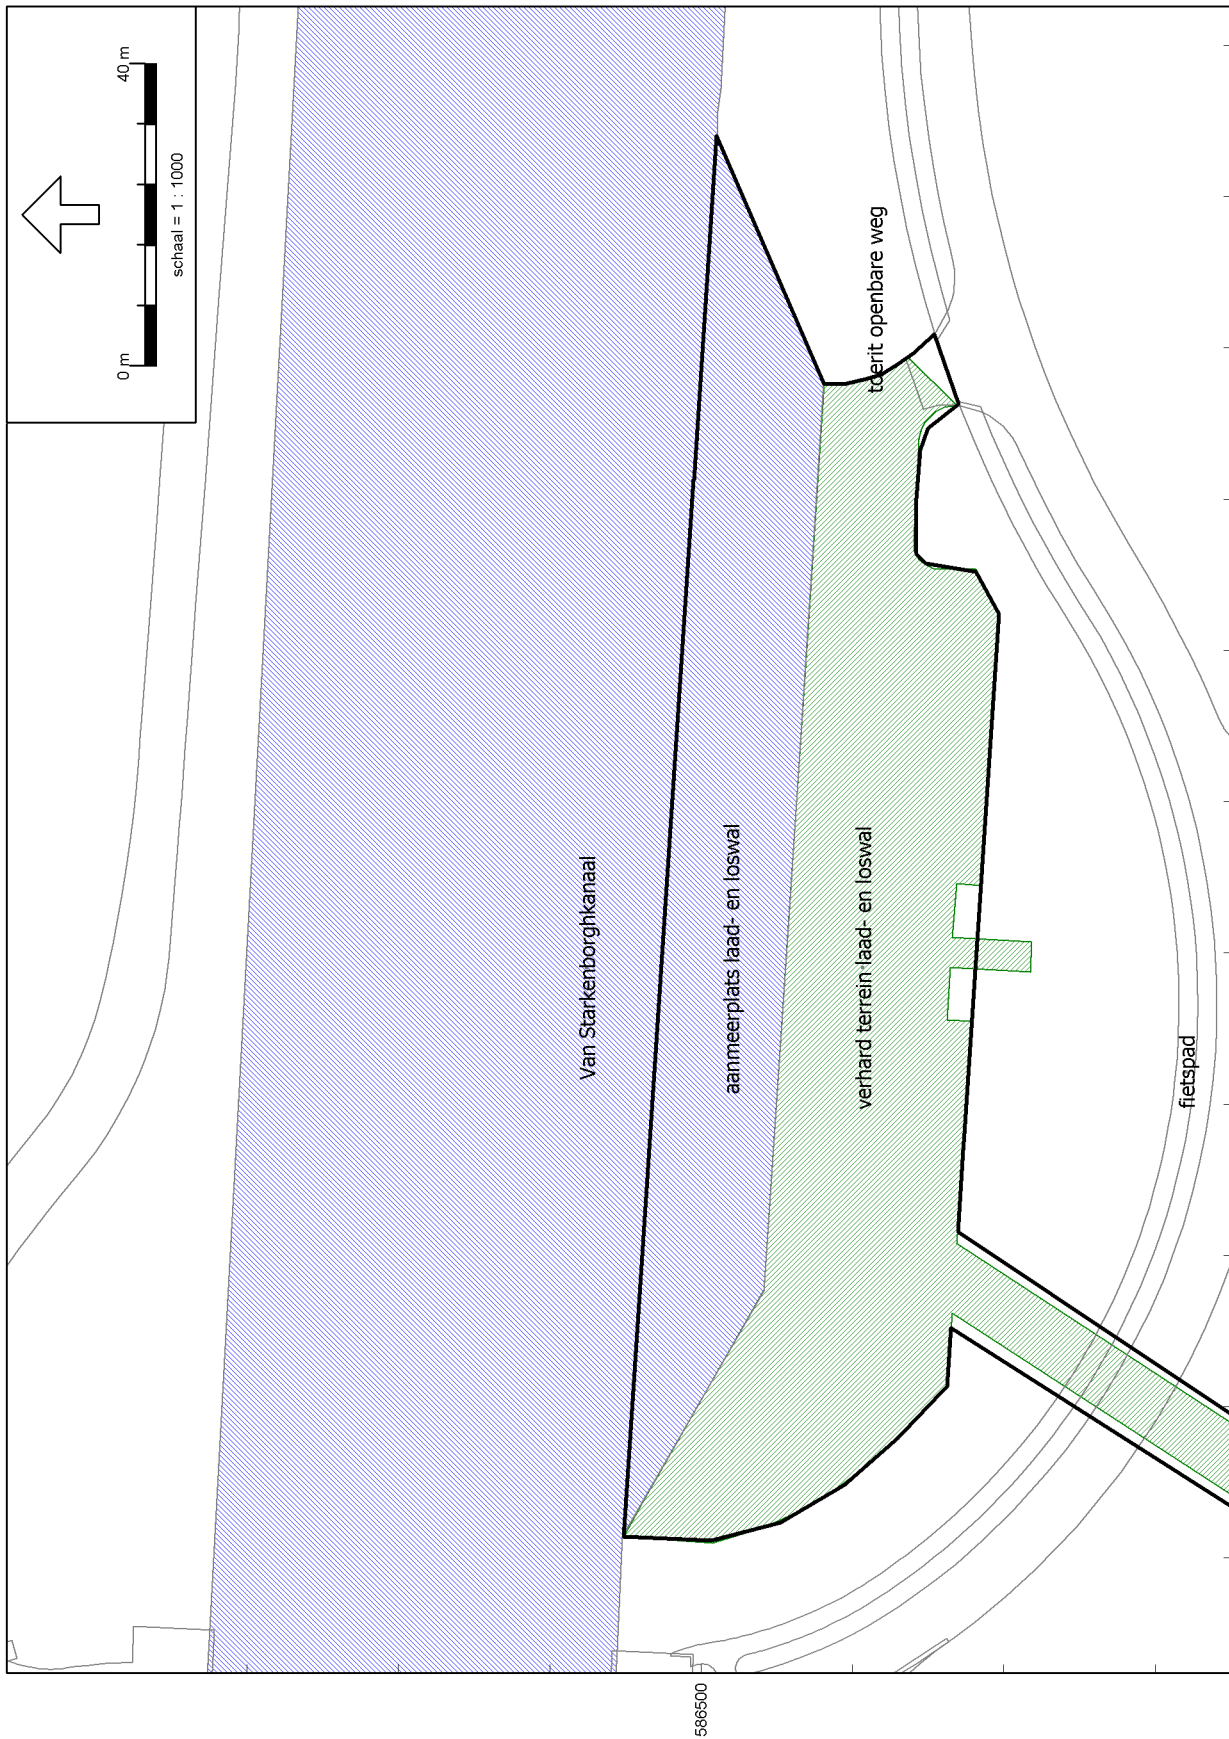 0 m
40 m
schaal = 1 : 1000
Van Starkenborghkanaal
aanmeerplats laad- en loswal
toerit openbare weg
verhard terrein laad- en loswal
fietspad
586500